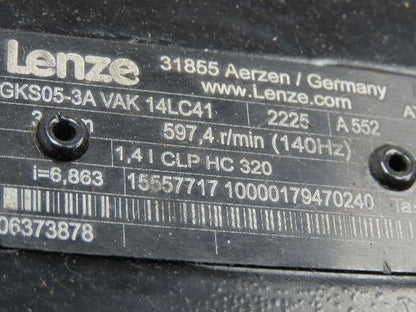 Lenze 31855 Aerzen / Germany
www.Lenze.com
GKS05-3A VAK 14LC41 2225 A 552
597,4 r/min (140Hz)
1,4 l CLP HC 320
i=6,863 15557717 10000179470240
06373878